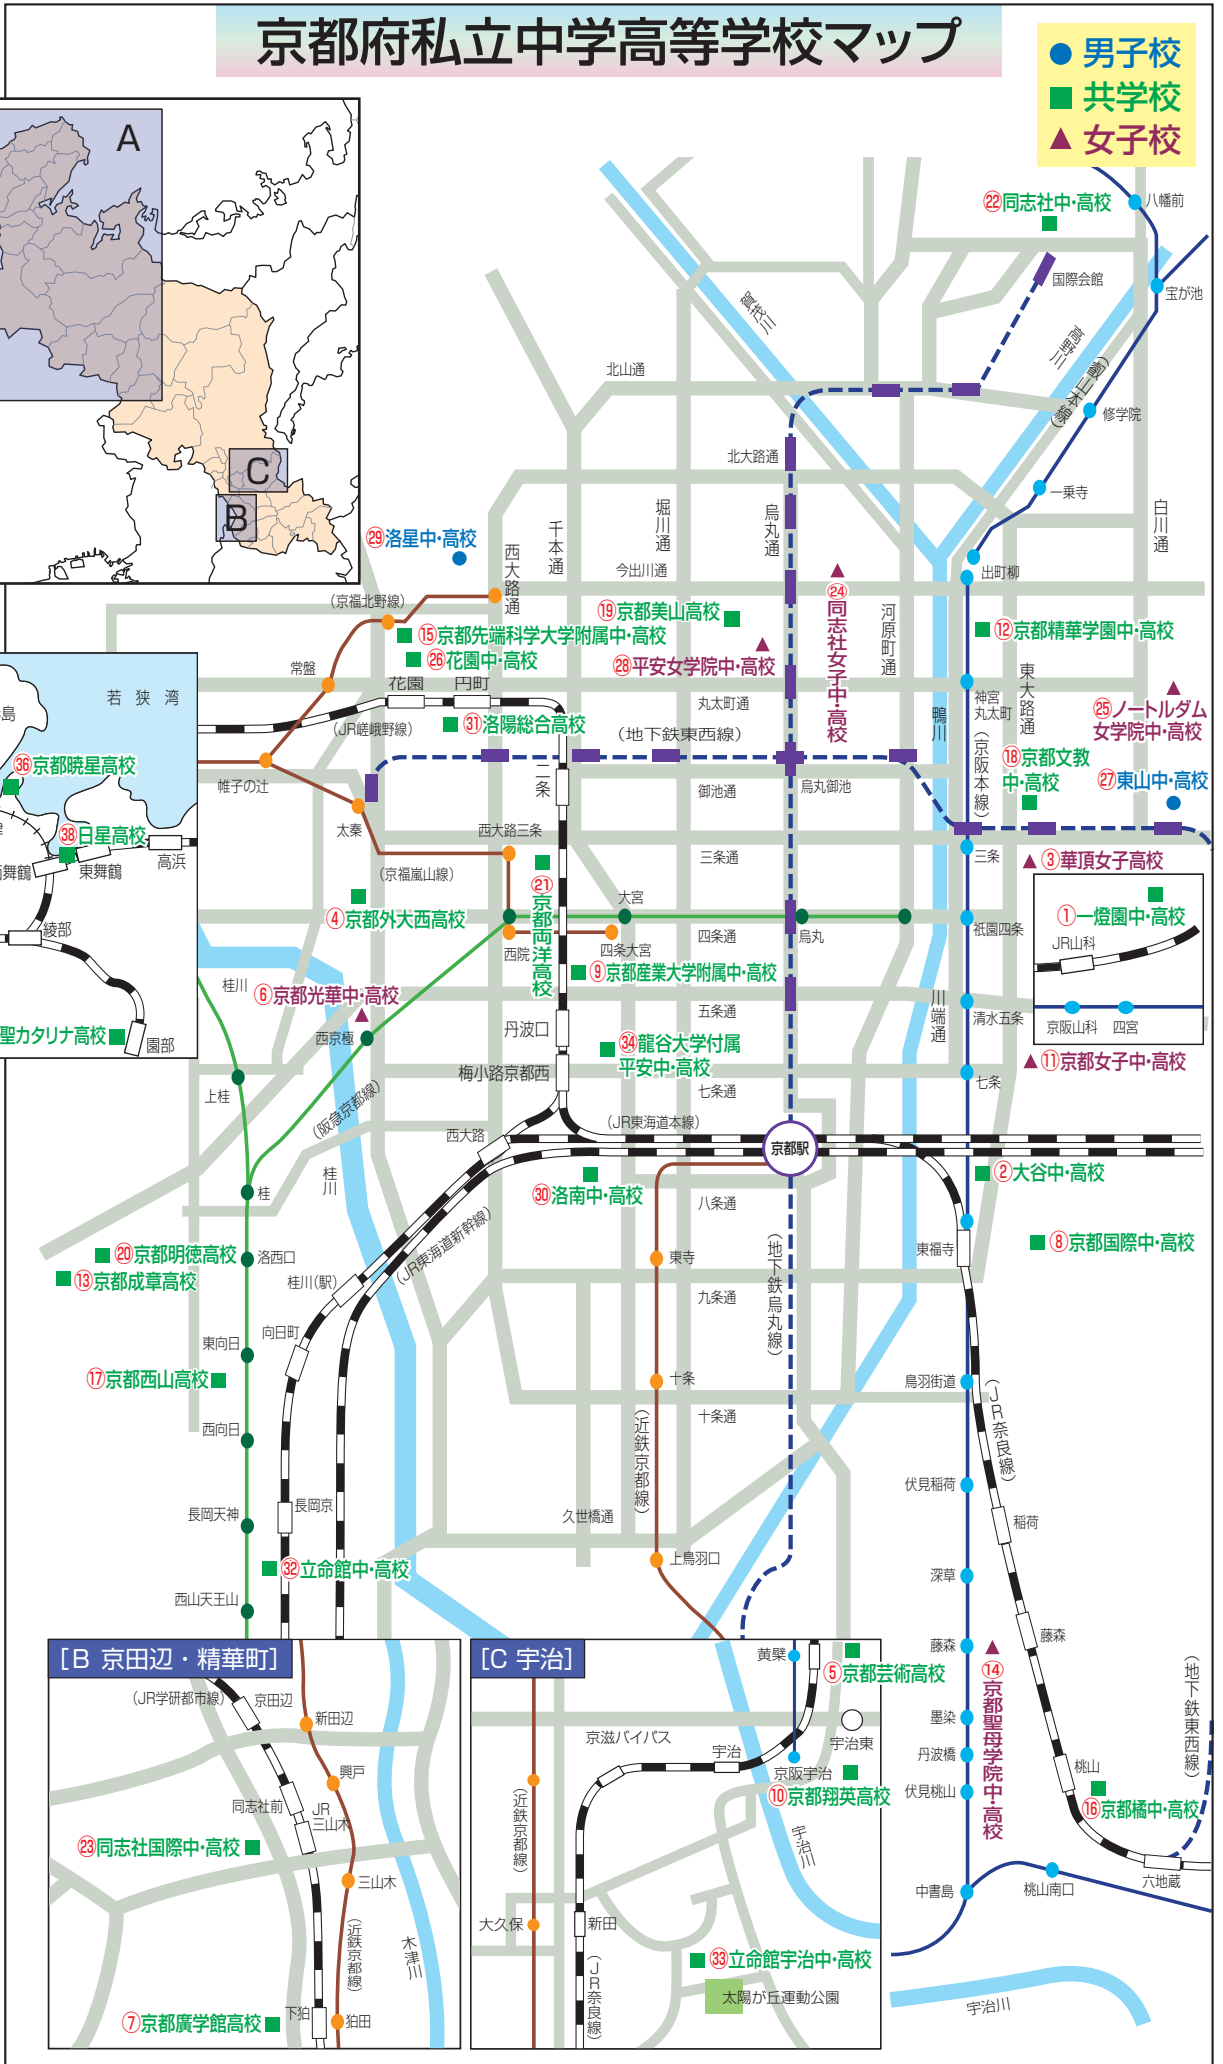 京都府私立中学高等学校マップ
男子校
共学校
女子校
A
C
B
㉒同志社中・高校
八幡前
国際会館
宝が池
賀茂川
高野川
(叡山本線)
北山通
修学院
北大路通
一乗寺
堀川通
烏丸通
白川通
千本通
西大路通
㉙洛星中・高校
今出川通
出町柳
(京福北野線)
⑲京都美山高校
㉔同志社女子中・高校
河原町通
⑫京都精華学園中・高校
⑮京都先端科学大学附属中・高校
㉖花園中・高校
㉘平安女学院中・高校
常盤
花園
円町
丸太町通
神宮
丸太町
東大路通
㉕ノートルダム
女学院中・高校
若狭湾
島
(JR嵯峨野線)
㉛洛陽総合高校
(地下鉄東西線)
鴨川
(京阪本線)
⑱京都文教
中・高校
㊱京都暁星高校
帷子の辻
二条
御池通
烏丸御池
㉗東山中・高校
㊳日星高校
太秦
西大路三条
舞鶴
東舞鶴
高浜
三条通
三条
③華頂女子高校
(京福嵐山線)
㉑京都両洋高校
④京都外大西高校
大宮
①一燈園中・高校
綾部
西院
四条大宮
四条通
烏丸
祇園四条
JR山科
⑨京都産業大学附属中・高校
桂川
⑥京都光華中・高校
五条通
川端通
清水五条
京阪山科
四宮
聖カタリナ高校
園部
西京極
丹波口
㉞龍谷大学付属
平安中・高校
⑪京都女子中・高校
梅小路京都西
七条通
七条
上桂
(阪急京都線)
西大路
(JR東海道本線)
京都駅
桂川
桂
㉚洛南中・高校
②大谷中・高校
八条通
⑳京都明徳高校
洛西口
(JR東海道新幹線)
東寺
(地下鉄烏丸線)
東福寺
⑧京都国際中・高校
⑬京都成章高校
桂川(駅)
九条通
向日町
東向日
⑰京都西山高校
十条
鳥羽街道
(JR奈良線)
西向日
(近鉄京都線)
十条通
伏見稲荷
長岡天神
長岡京
久世橋通
稲荷
㉜立命館中・高校
上鳥羽口
深草
西山天王山
藤森
藤森
⑭京都聖母学院中・高校
(地下鉄東西線)
墨染
丹波橋
桃山
伏見桃山
⑯京都橘中・高校
六地蔵
中書島
桃山南口
宇治川
[B 京田辺・精華町]
(JR学研都市線)
京田辺
新田辺
興戸
同志社前
JR
三山木
㉓同志社国際中・高校
三山木
(近鉄京都線)
木津川
⑦京都廣学館高校
下狛
狛田
[C 宇治]
黄檗
⑤京都芸術高校
京滋バイパス
宇治
宇治東
京阪宇治
⑩京都翔英高校
(近鉄京都線)
宇治川
大久保
新田
(JR奈良線)
㉝立命館宇治中・高校
太陽が丘運動公園